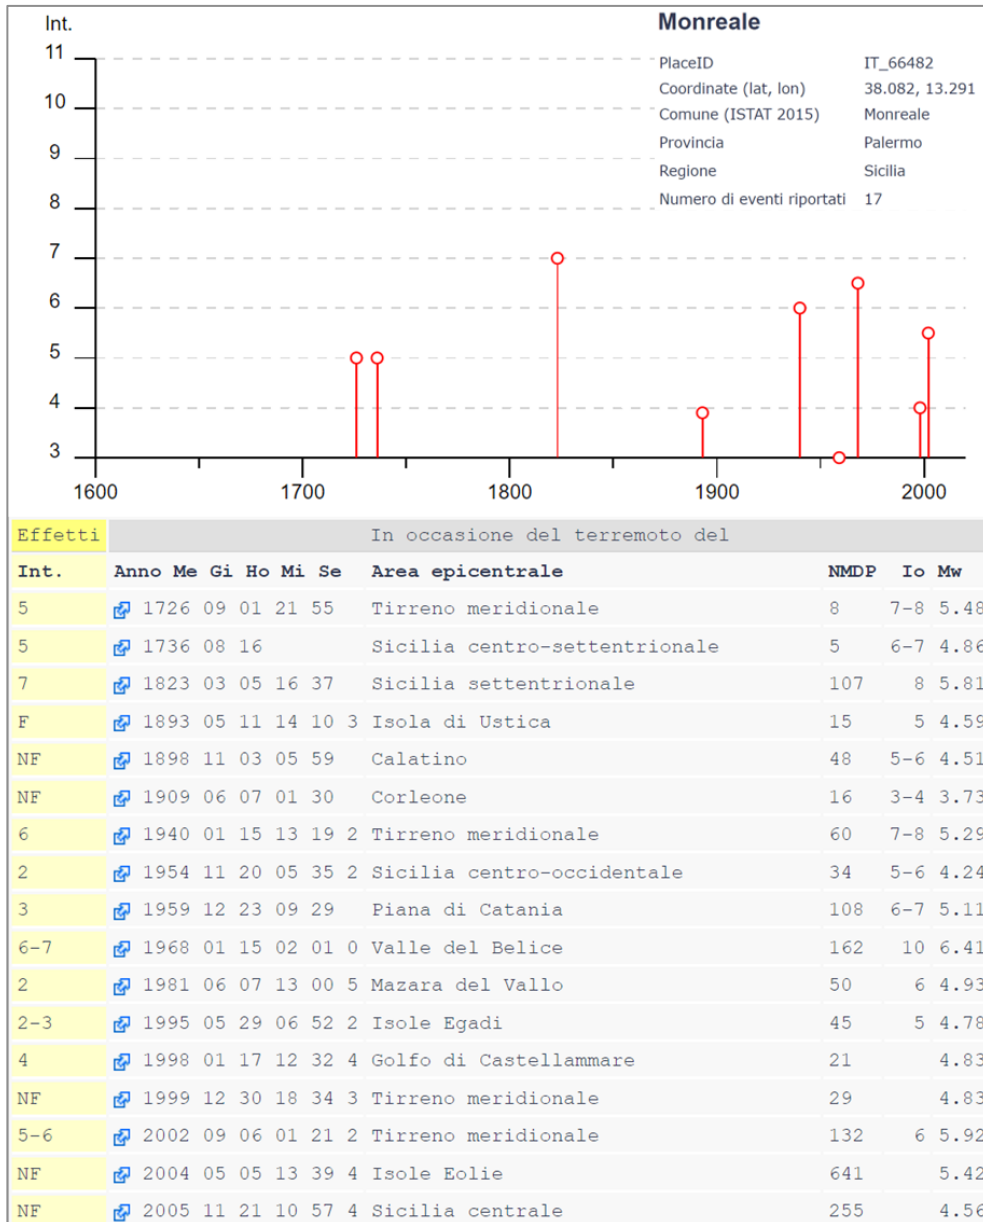 Int.
11
10
9
8
7
6
5
4
3
1600 1700 1800 1900 2000
Monreale
PlaceID IT_66482
Coordinate (lat, lon) 38.082, 13.291
Comune (ISTAT 2015) Monreale
Provincia Palermo
Regione Sicilia
Numero di eventi riportati 17
Effetti In occasione del terremoto del
Int. Anno Me Gi Ho Mi Se Area epicentrale NMDP Io Mw
5 1726 09 01 21 55 Tirreno meridionale 8 7-8 5.48
5 1736 08 16 Sicilia centro-settentrionale 5 6-7 4.86
7 1823 03 05 16 37 Sicilia settentrionale 107 8 5.81
F 1893 05 11 14 10 3 Isola di Ustica 15 5 4.59
NF 1898 11 03 05 59 Calatino 48 5-6 4.51
NF 1909 06 07 01 30 Corleone 16 3-4 3.73
6 1940 01 15 13 19 2 Tirreno meridionale 60 7-8 5.29
2 1954 11 20 05 35 2 Sicilia centro-occidentale 34 5-6 4.24
3 1959 12 23 09 29 Piana di Catania 108 6-7 5.11
6-7 1968 01 15 02 01 0 Valle del Belice 162 10 6.41
2 1981 06 07 13 00 5 Mazara del Vallo 50 6 4.93
2-3 1995 05 29 06 52 2 Isole Egadi 45 5 4.78
4 1998 01 17 12 32 4 Golfo di Castellammare 21 4.83
NF 1999 12 30 18 34 3 Tirreno meridionale 29 4.83
5-6 2002 09 06 01 21 2 Tirreno meridionale 132 6 5.92
NF 2004 05 05 13 39 4 Isole Eolie 641 5.42
NF 2005 11 21 10 57 4 Sicilia centrale 255 4.56